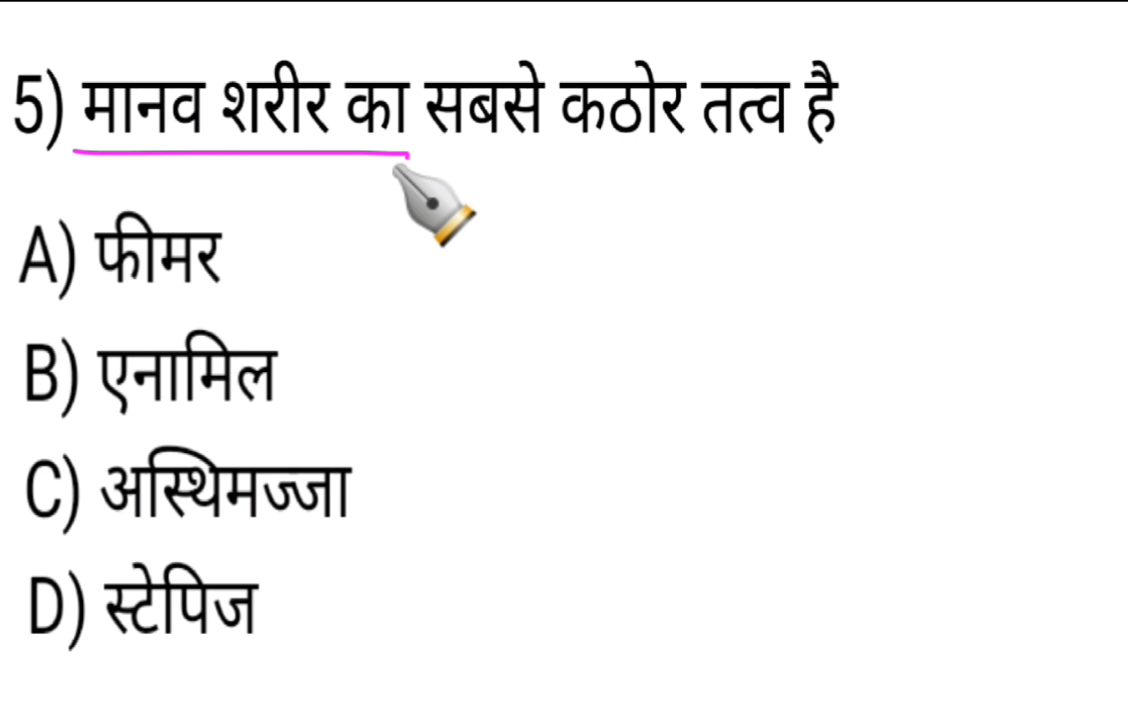 5) मानव शरीर का सबसे कठोर तत्व है
A) फीमर
B) एनामिल
C) अस्थिमज्जा
D) स्टेपिज